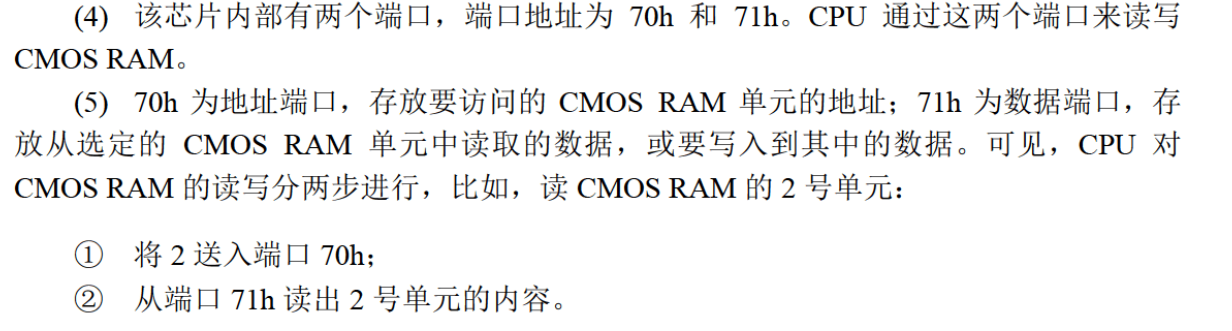 (4) 该芯片内部有两个端口，端口地址为 70h 和 71h。CPU 通过这两个端口来读写
CMOS RAM。
(5) 70h 为地址端口，存放要访问的 CMOS RAM 单元的地址；71h 为数据端口，存
放从选定的 CMOS RAM 单元中读取的数据，或要写入到其中的数据。可见，CPU 对
CMOS RAM 的读写分两步进行，比如，读 CMOS RAM 的 2 号单元：
① 将 2 送入端口 70h；
② 从端口 71h 读出 2 号单元的内容。